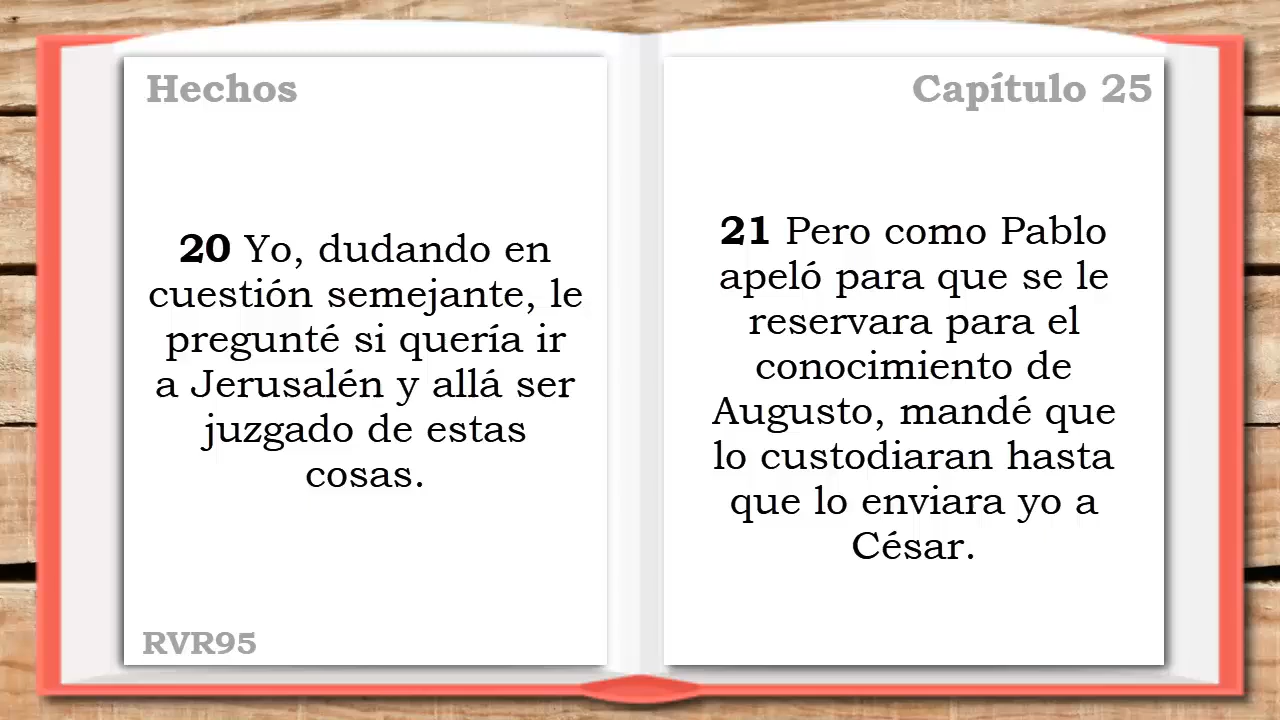 Hechos
20 Yo, dudando en
cuestión semejante, le
pregunté si quería ir
a Jerusalén y allá ser
juzgado de estas
cosas.
RVR95
Capítulo 25
21 Pero como Pablo
apeló para que se le
reservara para el
conocimiento de
Augusto, mandé que
lo custodiaran hasta
que lo enviara yo a
César.